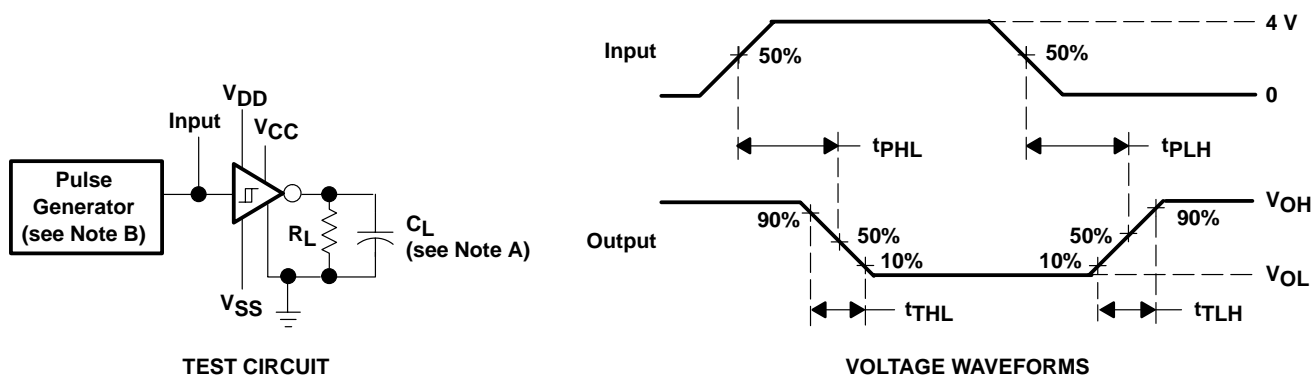 Pulse
Generator
(see Note B)
Input
VDD
VCC
VSS
RL
CL
(see Note A)
TEST CIRCUIT
Input
50%
50%
4 V
0
tPHL
tPLH
Output
90%
50%
10%
10%
50%
90%
VOH
VOL
tTHL
tTLH
VOLTAGE WAVEFORMS